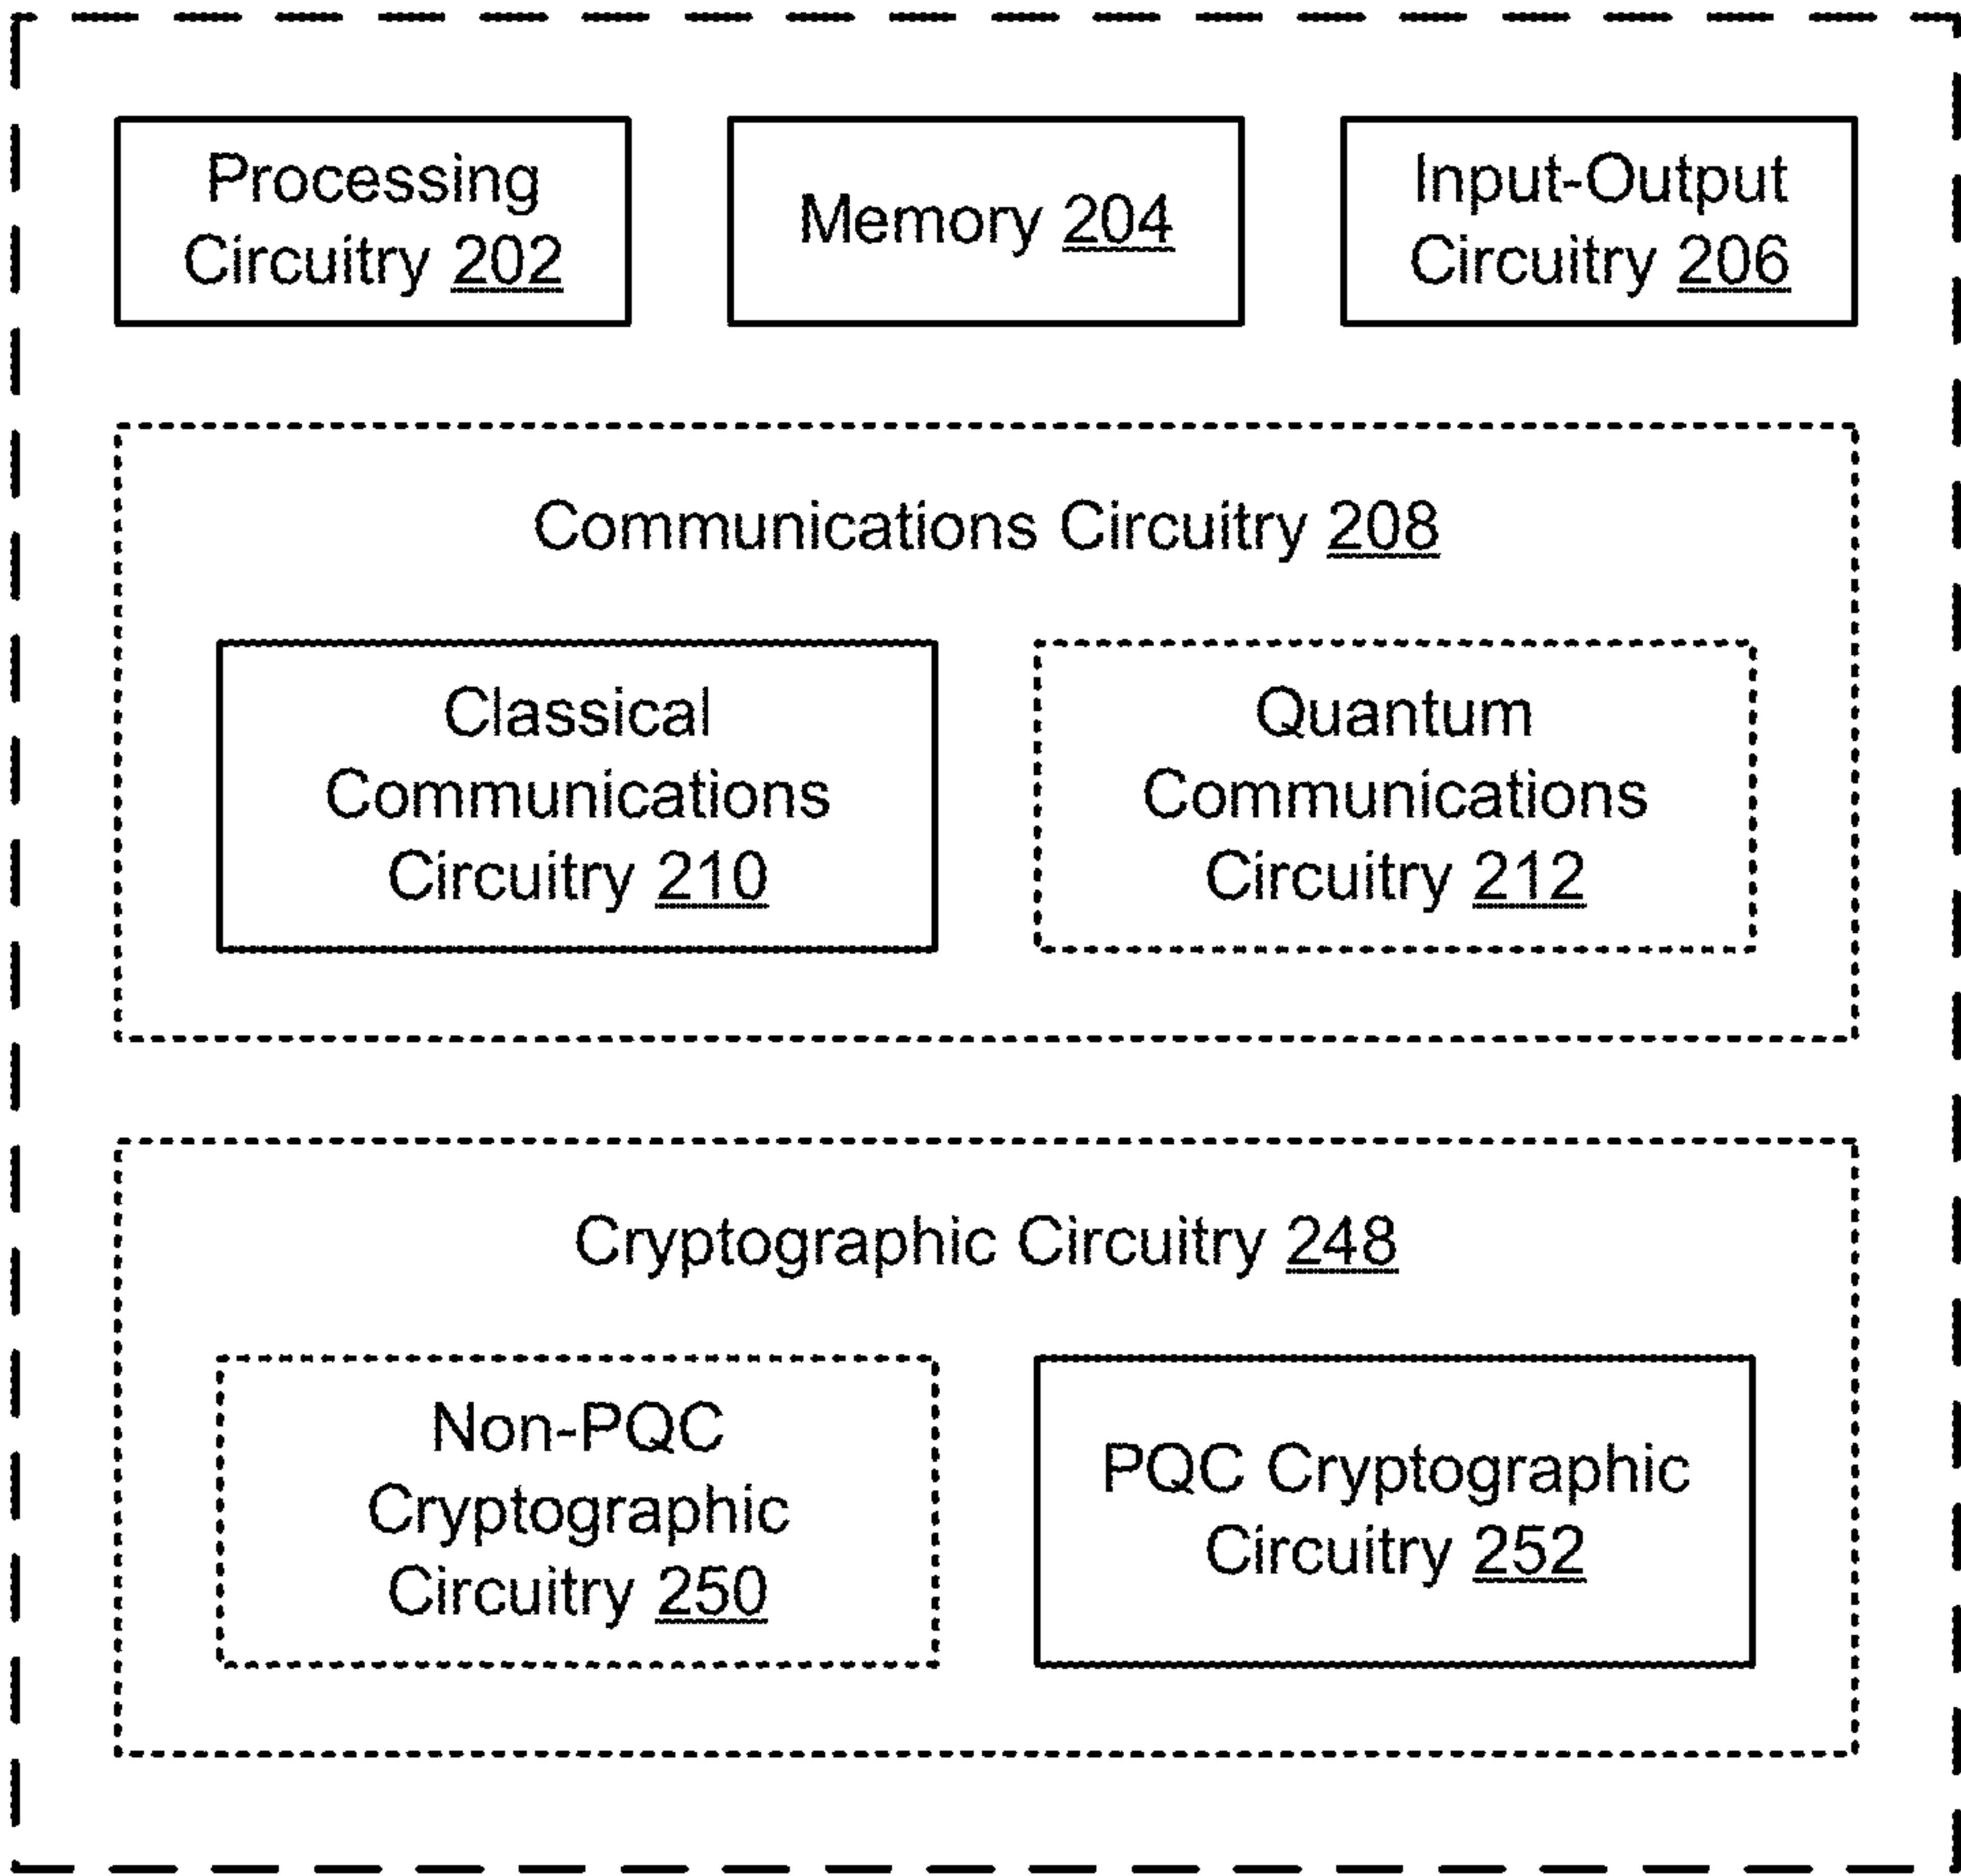 Processing
Circuitry 202
Memory 204
Input-Output
Circuitry 206
Communications Circuitry 208
Classical
Communications
Circuitry 210
Quantum
Communications
Circuitry 212
Cryptographic Circuitry 248
Non-PQC
Cryptographic
Circuitry 250
PQC Cryptographic
Circuitry 252